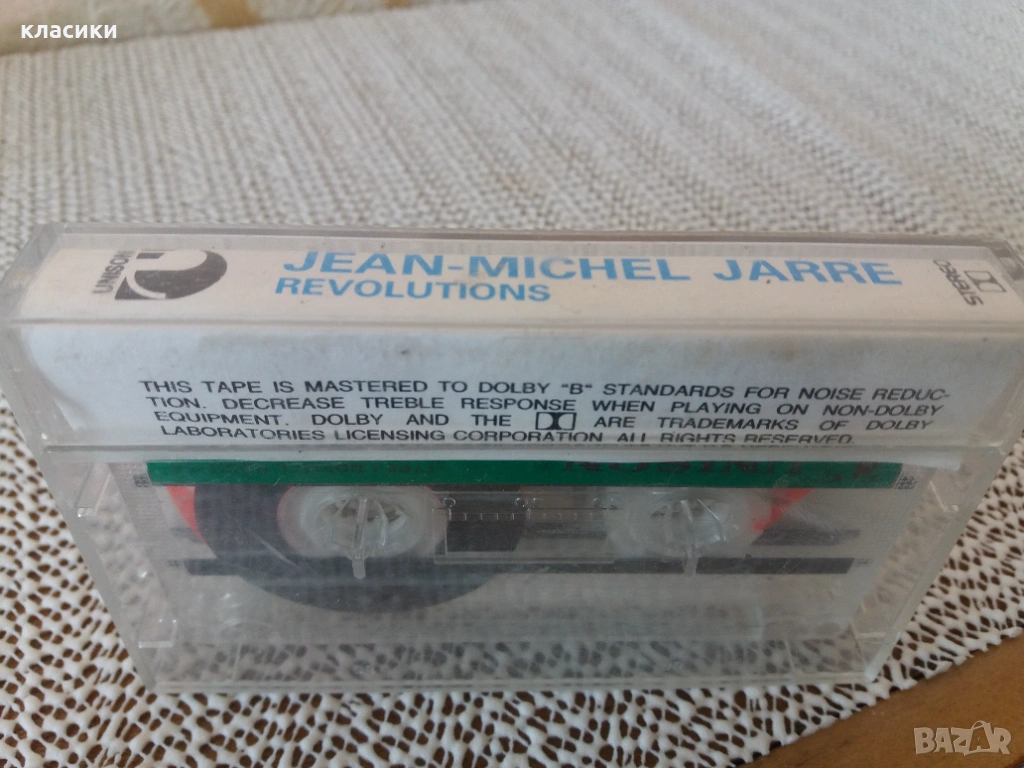 класики
UNISON
JEAN-MICHEL JARRE
REVOLUTIONS
STEREO
THIS TAPE IS MASTERED TO DOLBY "B" STANDARDS FOR NOISE REDUC-
TION. DECREASE TREBLE RESPONSE WHEN PLAYING ON NON-DOLBY
EQUIPMENT. DOLBY AND THE ARE TRADEMARKS OF DOLBY
LABORATORIES LICENSING CORPORATION ALL RIGHTS RESERVED.
BAZAR